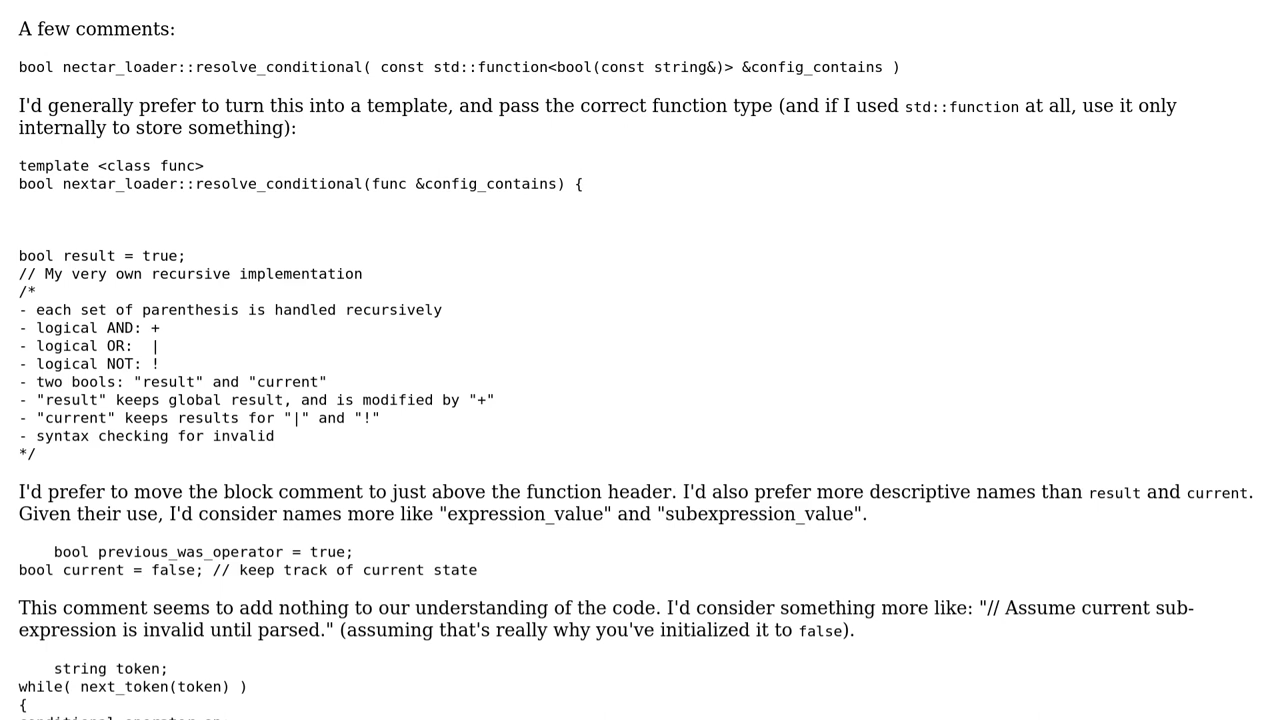 A few comments:
bool nectar_loader::resolve_conditional( const std::function<bool(const string&)> &config_contains )
I'd generally prefer to turn this into a template, and pass the correct function type (and if I used std::function at all, use it only
internally to store something):
template <class func>
bool nextar_loader::resolve_conditional(func &config_contains) {
bool result = true;
// My very own recursive implementation
/*
- each set of parenthesis is handled recursively
- logical AND: +
- logical OR:  |
- logical NOT: !
- two bools: "result" and "current"
- "result" keeps global result, and is modified by "+"
- "current" keeps results for "|" and "!"
- syntax checking for invalid
*/
I'd prefer to move the block comment to just above the function header. I'd also prefer more descriptive names than result and current.
Given their use, I'd consider names more like "expression_value" and "subexpression_value".
    bool previous_was_operator = true;
bool current = false; // keep track of current state
This comment seems to add nothing to our understanding of the code. I'd consider something more like: "// Assume current sub-
expression is invalid until parsed." (assuming that's really why you've initialized it to false).
    string token;
while( next_token(token) )
{